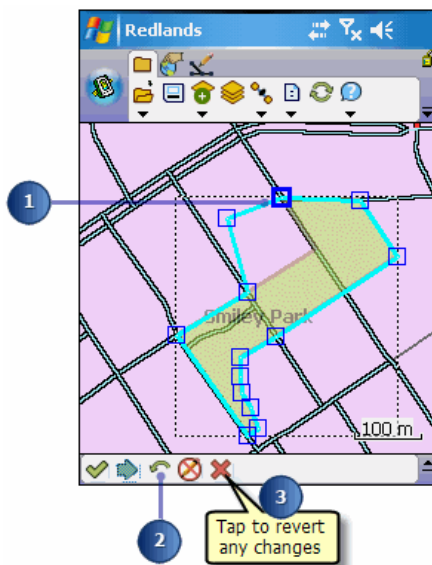 Redlands
1
Smiley Park
100 m
2
3
Tap to revert
any changes